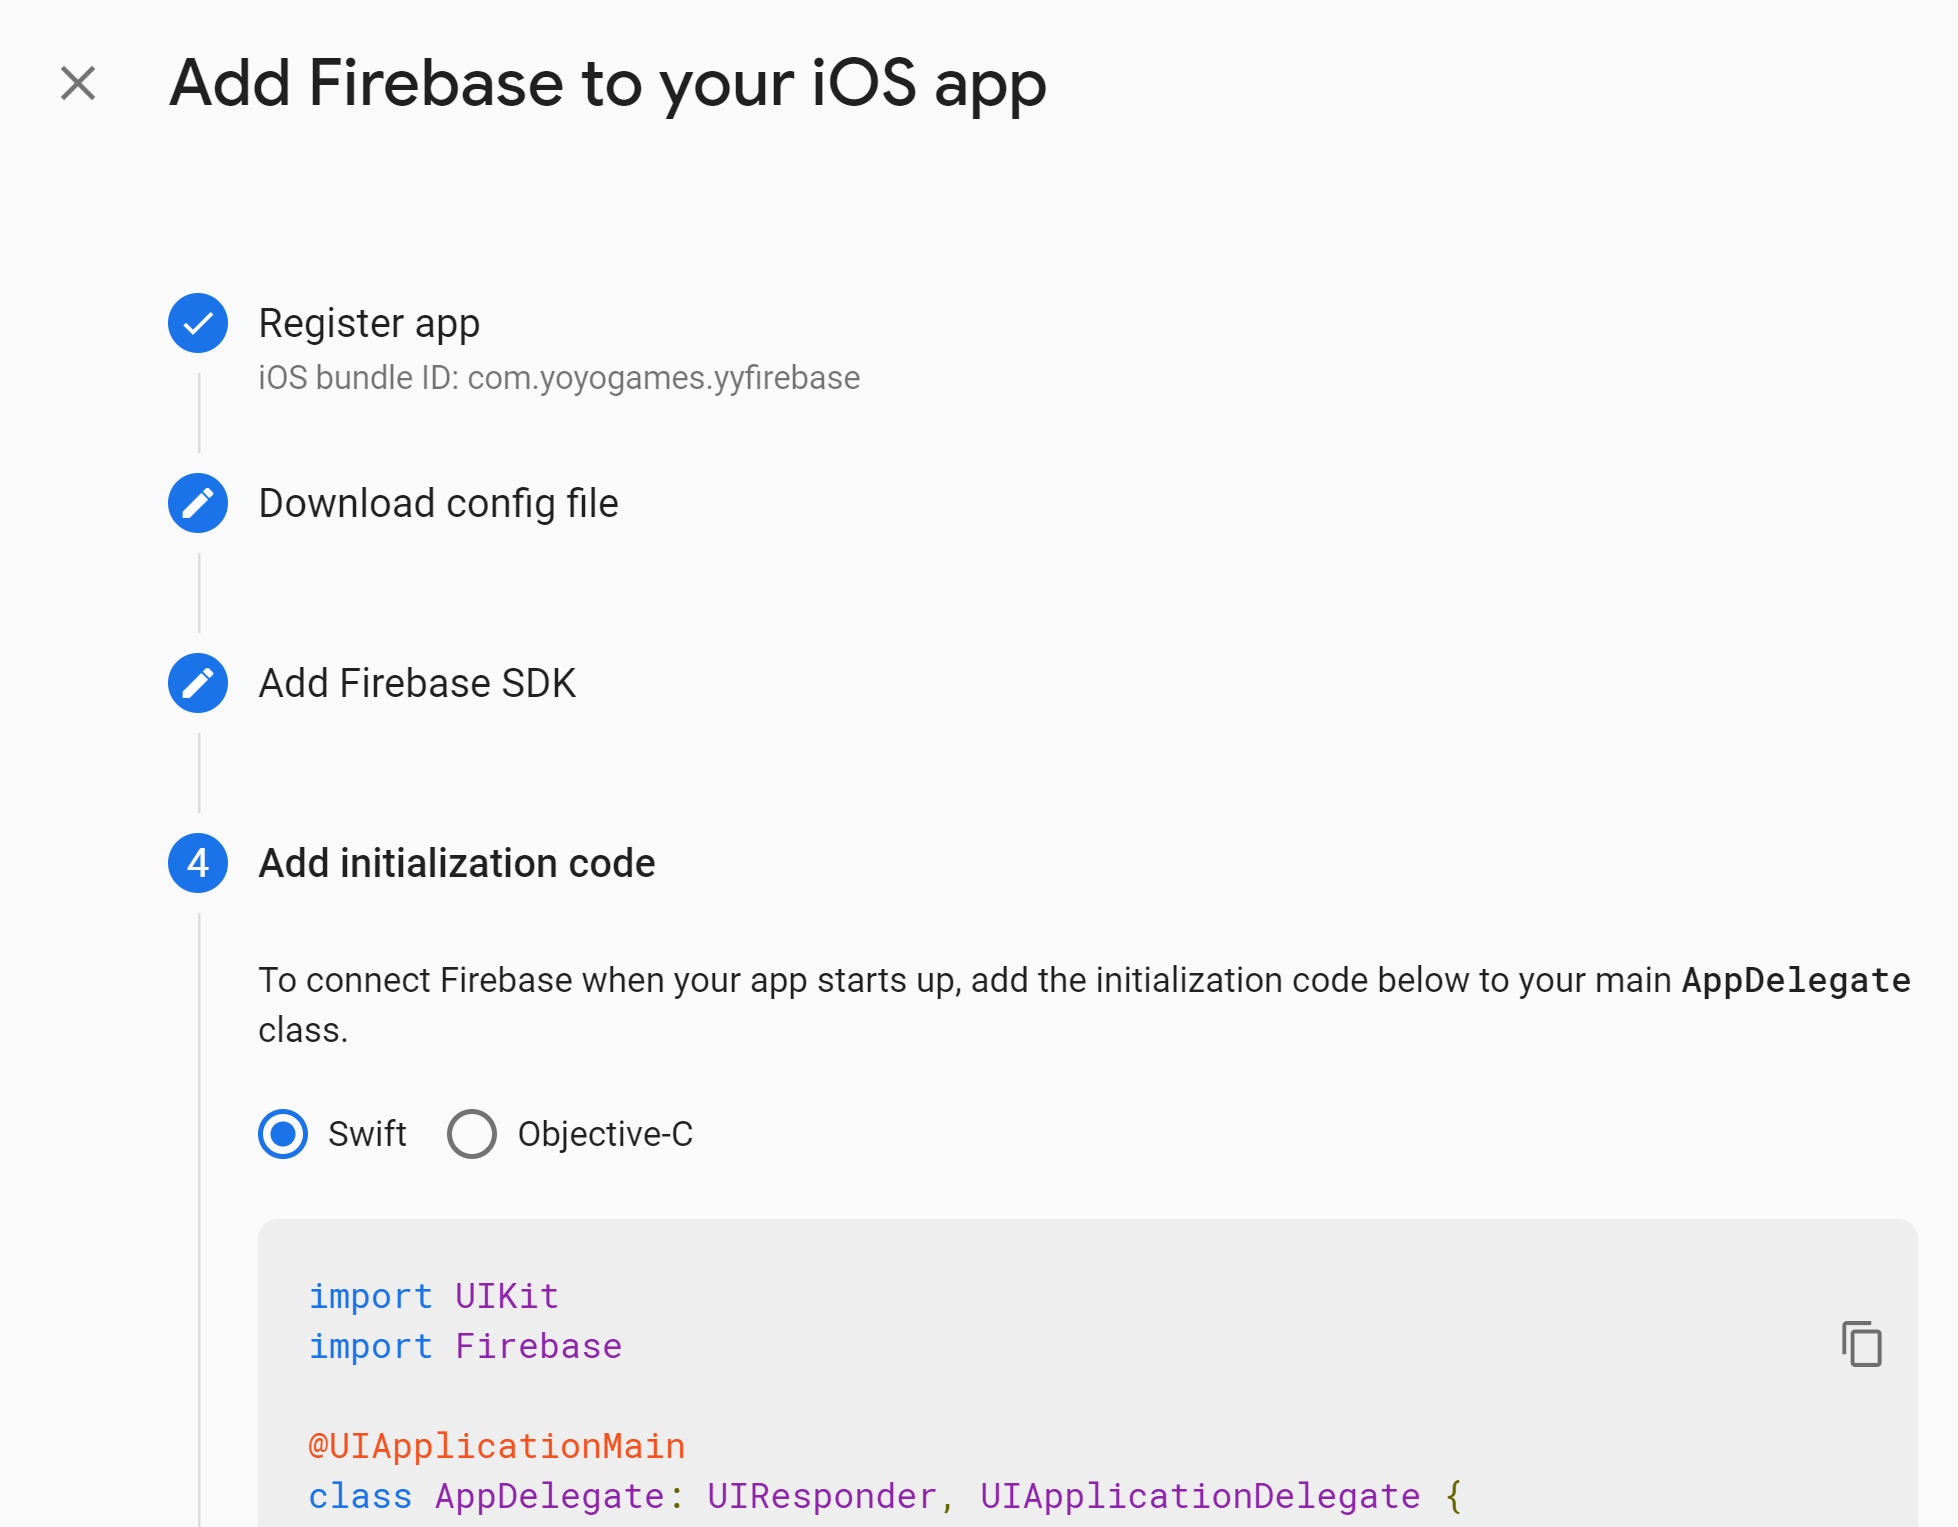 Add Firebase to your iOS app
Register app
iOS bundle ID: com.yoyogames.yyfirebase
Download config file
Add Firebase SDK
4 Add initialization code
To connect Firebase when your app starts up, add the initialization code below to your main AppDelegate
class.
Swift Objective-C
import UIKit
import Firebase
@UIApplicationMain
class AppDelegate: UIResponder, UIApplicationDelegate {